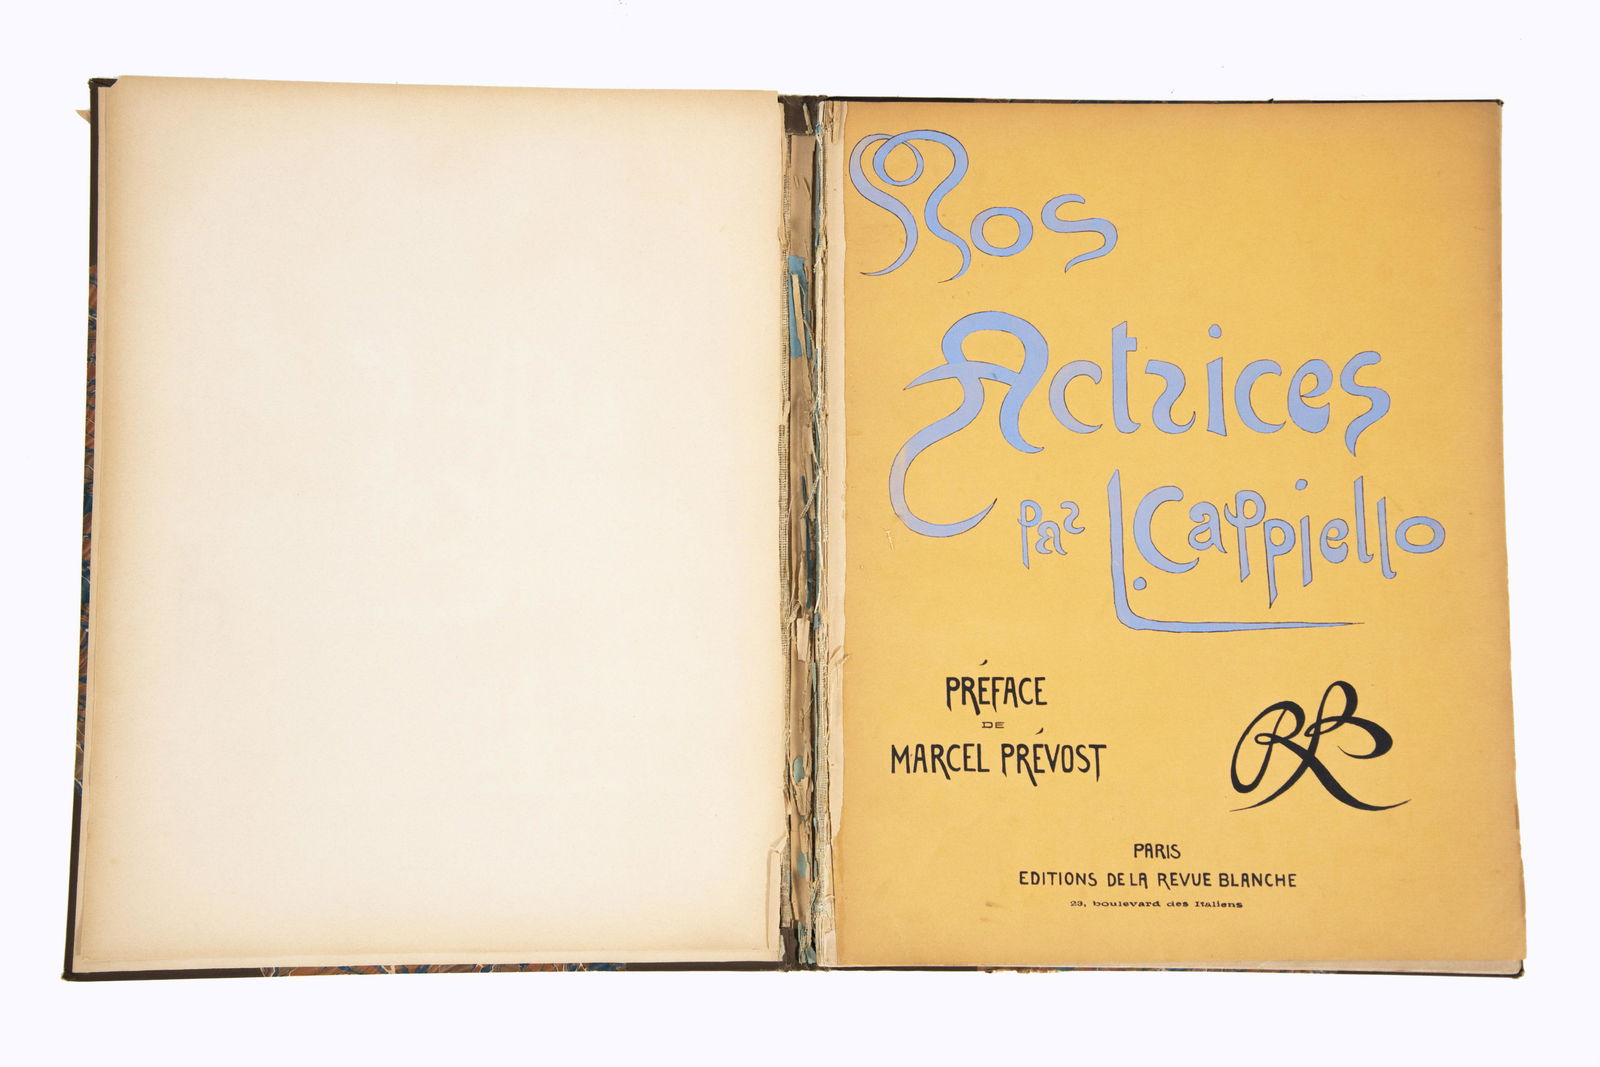 Nos
Actrices
par L. Cappiello
PRÉFACE
DE
MARCEL PRÉVOST
RB
PARIS
EDITIONS DE LA REVUE BLANCHE
23, boulevard des Italiens